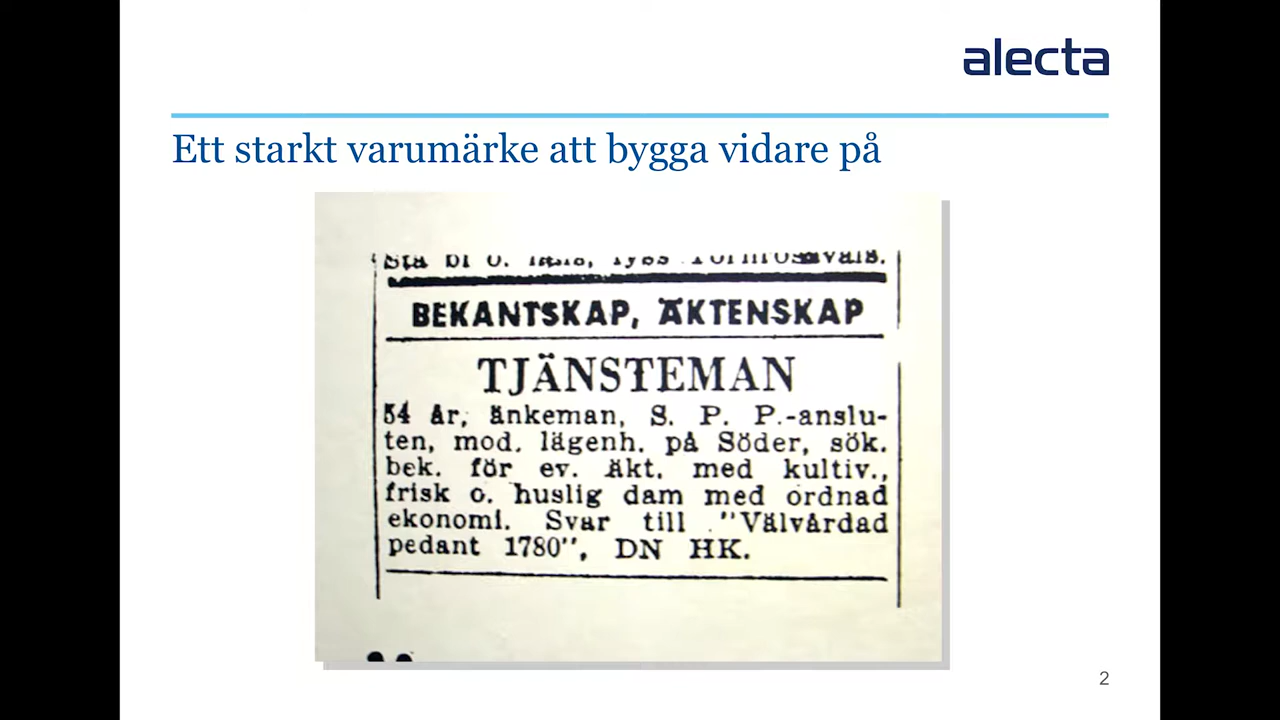 alecta
Ett starkt varumärke att bygga vidare på
BEKANTSKAP, ÄKTENSKAP
TJÄNSTEMAN
54 år, änkeman, S. P. P.-anslu-
ten, mod. lägenh. på Söder, sök.
bek. för ev. äkt. med kultiv.,
frisk o. huslig dam med ordnad
ekonomi. Svar till "Välvårdad
pedant 1780", DN HK.
2